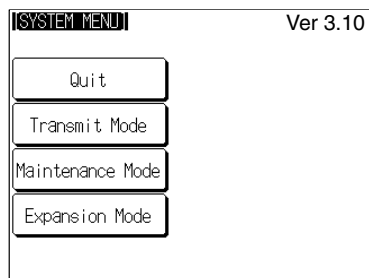 [SYSTEM MENU] Ver 3.10
Quit
Transmit Mode
Maintenance Mode
Expansion Mode